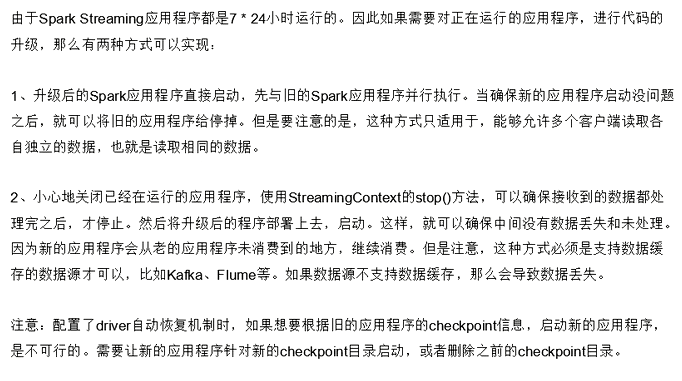 由于Spark Streaming应用程序都是7 * 24小时运行的。因此如果需要对正在运行的应用程序，进行代码的
升级，那么有两种方式可以实现：
1、升级后的Spark应用程序直接启动，先与旧的Spark应用程序并行执行。当确保新的应用程序启动没问题
之后，就可以将旧的应用程序给停掉。但是要注意的是，这种方式只适用于，能够允许多个客户端读取各
自独立的数据，也就是读取相同的数据。
2、小心地关闭已经在运行的应用程序，使用StreamingContext的stop()方法，可以确保接收到的数据都处
理完之后，才停止。然后将升级后的程序部署上去，启动。这样，就可以确保中间没有数据丢失和未处理。
因为新的应用程序会从老的应用程序未消费到的地方，继续消费。但是注意，这种方式必须是支持数据缓
存的数据源才可以，比如Kafka、Flume等。如果数据源不支持数据缓存，那么会导致数据丢失。
注意：配置了driver自动恢复机制时，如果想要根据旧的应用程序的checkpoint信息，启动新的应用程序，
是不可行的。需要让新的应用程序针对新的checkpoint目录启动，或者删除之前的checkpoint目录。